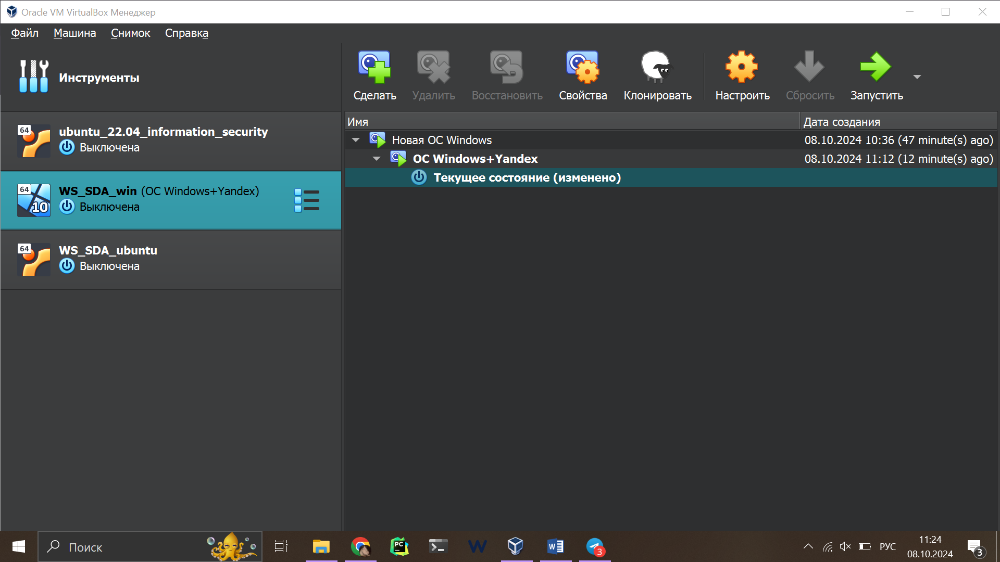 Oracle VM VirtualBox Менеджер
Файл Машина Снимок Справка
Инструменты
Сделать Удалить Восстановить Свойства Клонировать Настроить Сбросить Запустить
64 ubuntu_22.04_information_security
Выключена
64 10 WS_SDA_win (ОС Windows+Yandex)
Выключена
64 WS_SDA_ubuntu
Выключена
Имя Дата создания
Новая ОС Windows 08.10.2024 10:36 (47 minute(s) ago)
ОС Windows+Yandex 08.10.2024 11:12 (12 minute(s) ago)
Текущее состояние (изменено)
Поиск PC W W 3 РУС 11:24 3
08.10.2024